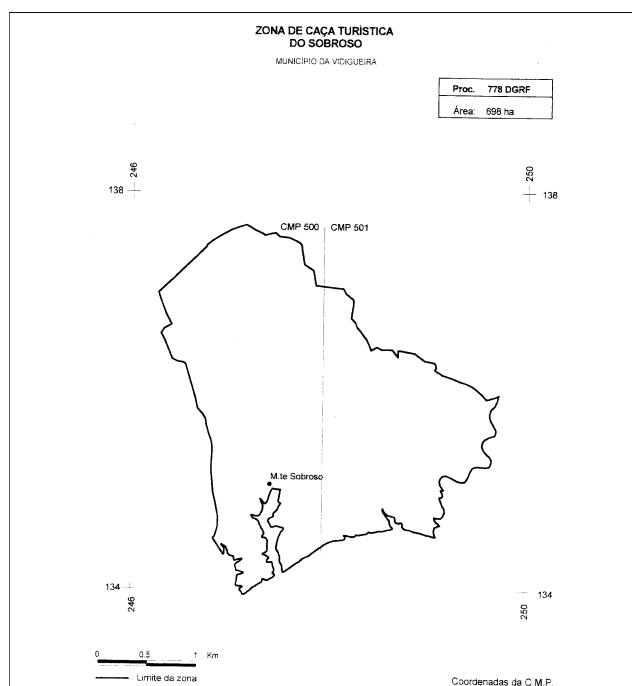 ZONA DE CAÇA TURÍSTICA
DO SOBROSO
MUNICÍPIO DA VIDIGUEIRA
Proc. 778 DGRF
Área: 698 ha
246
250
138
138
CMP 500
CMP 501
M.te Sobroso
134
134
246
250
0 0.5 1 Km
Limite da zona
Coordenadas da C.M.P.